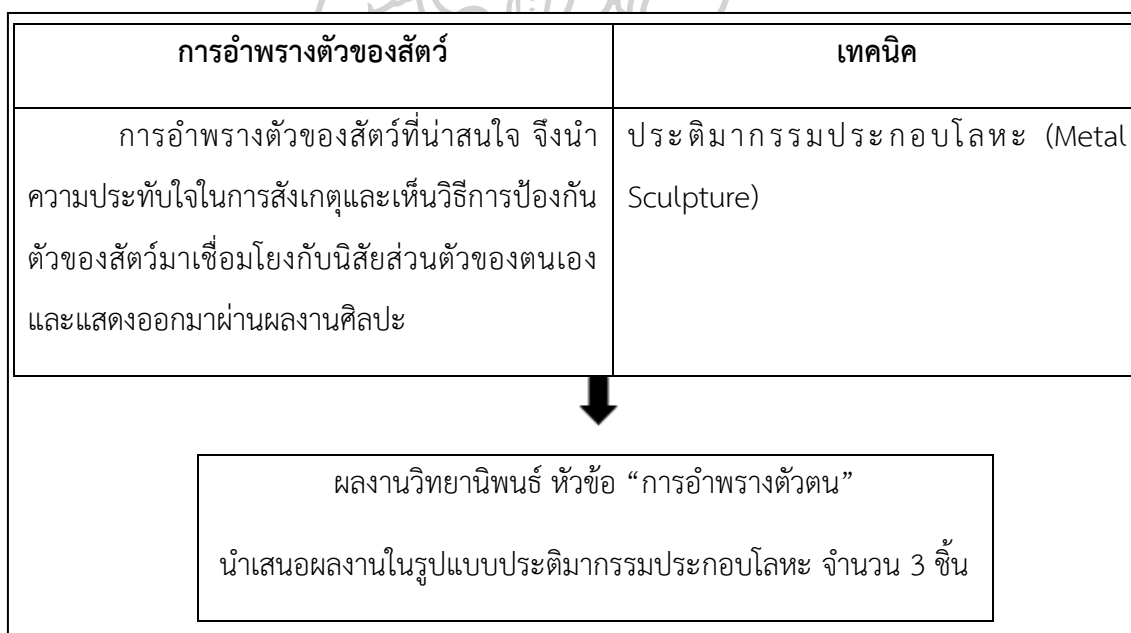 การอำพรางตัวของสัตว์
เทคนิค
การอำพรางตัวของสัตว์ที่น่าสนใจ จึงนำ
ความประทับใจในการสังเกตุและเห็นวิธีการป้องกัน
ตัวของสัตว์มาเชื่อมโยงกับนิสัยส่วนตัวของตนเอง
และแสดงออกมาผ่านผลงานศิลปะ
ประติมากรรมประกอบโลหะ (Metal
Sculpture)
ผลงานวิทยานิพนธ์ หัวข้อ “การอำพรางตัวตน”
นำเสนอผลงานในรูปแบบประติมากรรมประกอบโลหะ จำนวน 3 ชิ้น